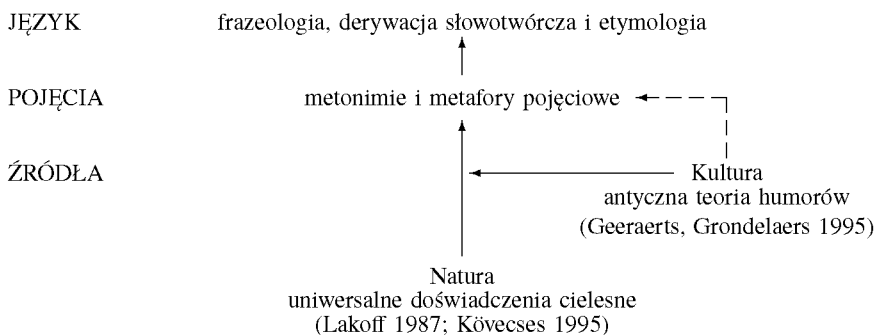 JĘZYK frazeologia, derywacja słowotwórcza i etymologia
POJĘCIA metonimie i metafory pojęciowe
ŹRÓDŁA Kultura
antyczna teoria humorów
(Geeraerts, Grondelaers 1995)
Natura
uniwersalne doświadczenia cielesne
(Lakoff 1987; Kövecses 1995)